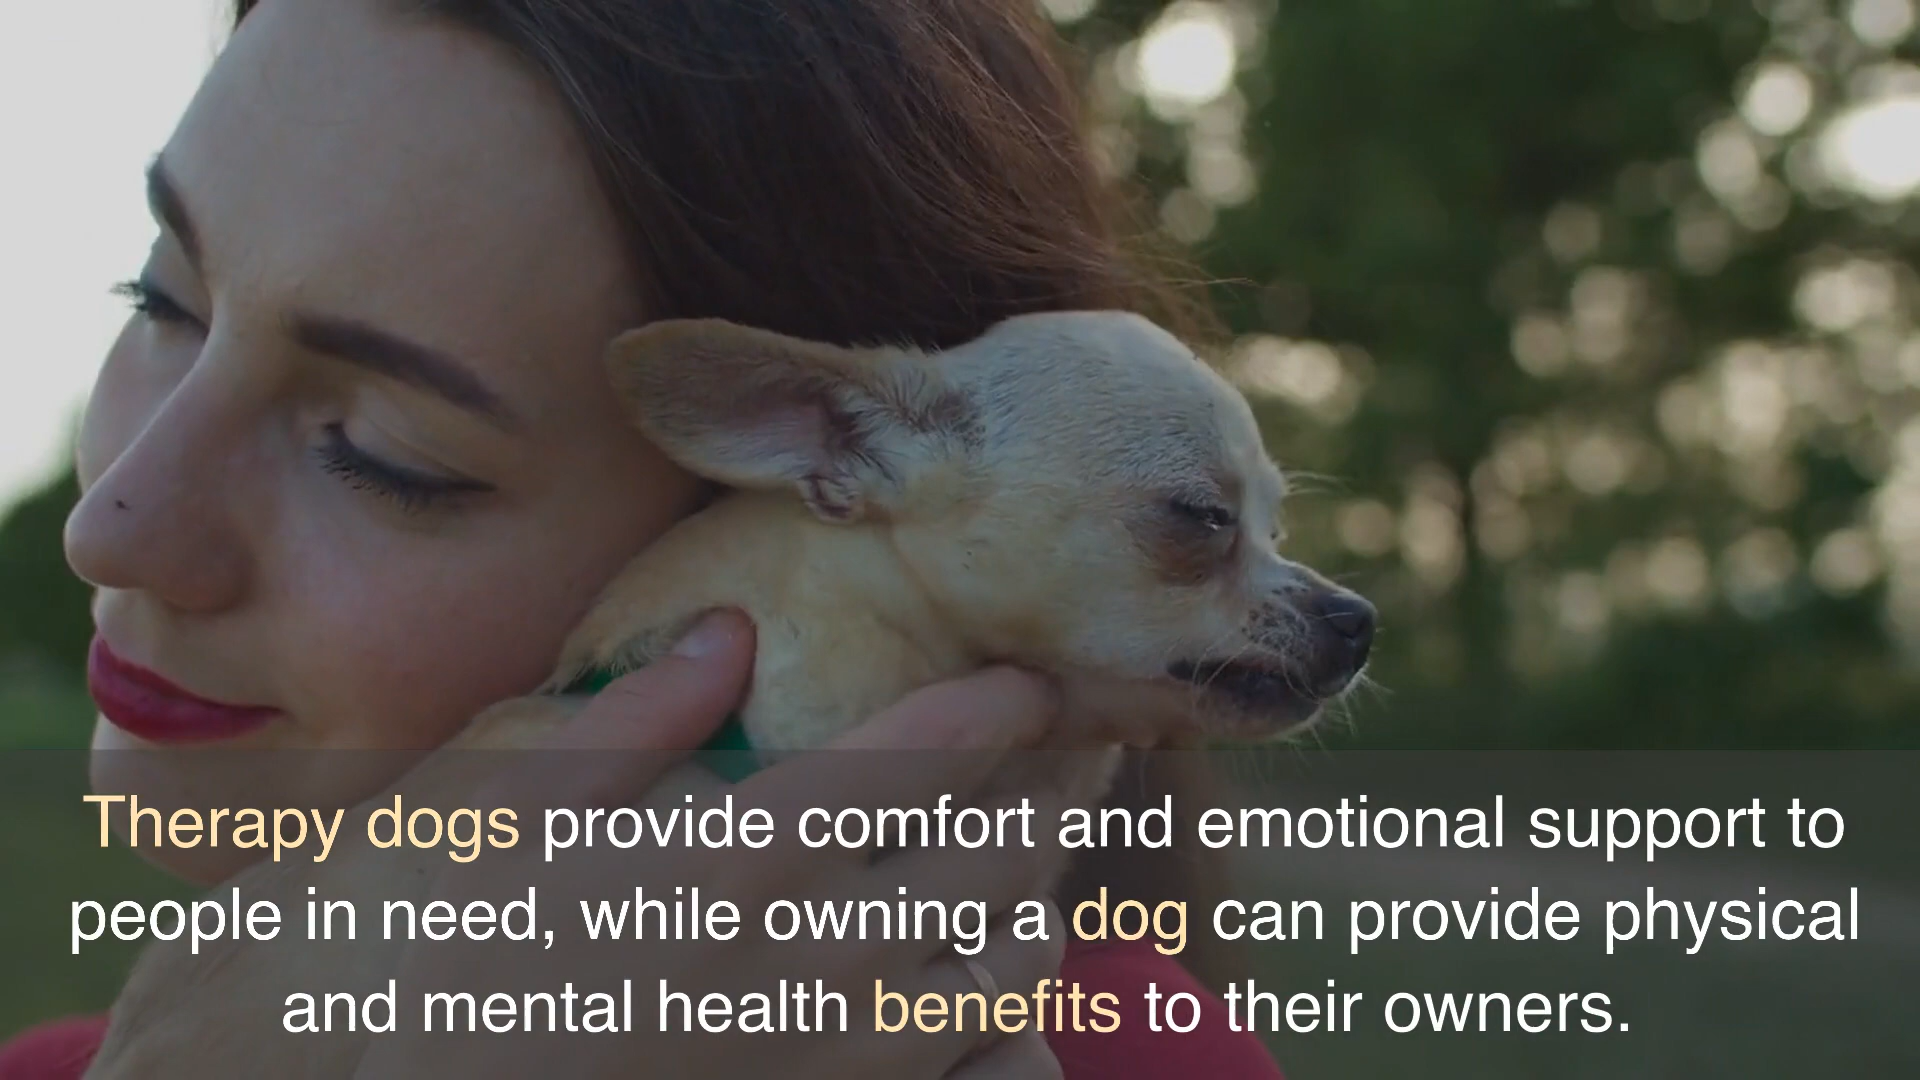 Therapy dogs provide comfort and emotional support to
people in need, while owning a dog can provide physical
and mental health benefits to their owners.